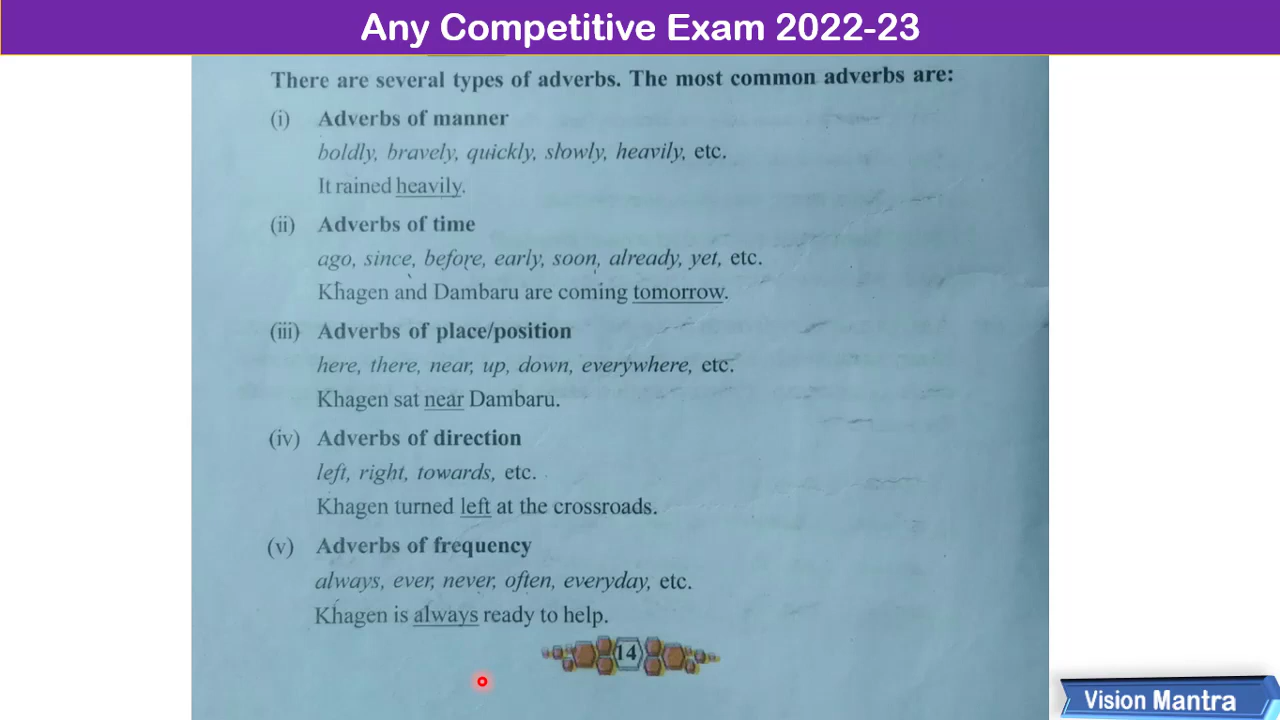 Any Competitive Exam 2022-23
There are several types of adverbs. The most common adverbs are:
(i) Adverbs of manner
boldly, bravely, quickly, slowly, heavily, etc.
It rained heavily.
(ii) Adverbs of time
ago, since, before, early, soon, already, yet, etc.
Khagen and Dambaru are coming tomorrow.
(iii) Adverbs of place/position
here, there, near, up, down, everywhere, etc.
Khagen sat near Dambaru.
(iv) Adverbs of direction
left, right, towards, etc.
Khagen turned left at the crossroads.
(v) Adverbs of frequency
always, ever, never, often, everyday, etc.
Khagen is always ready to help.
14
Vision Mantra